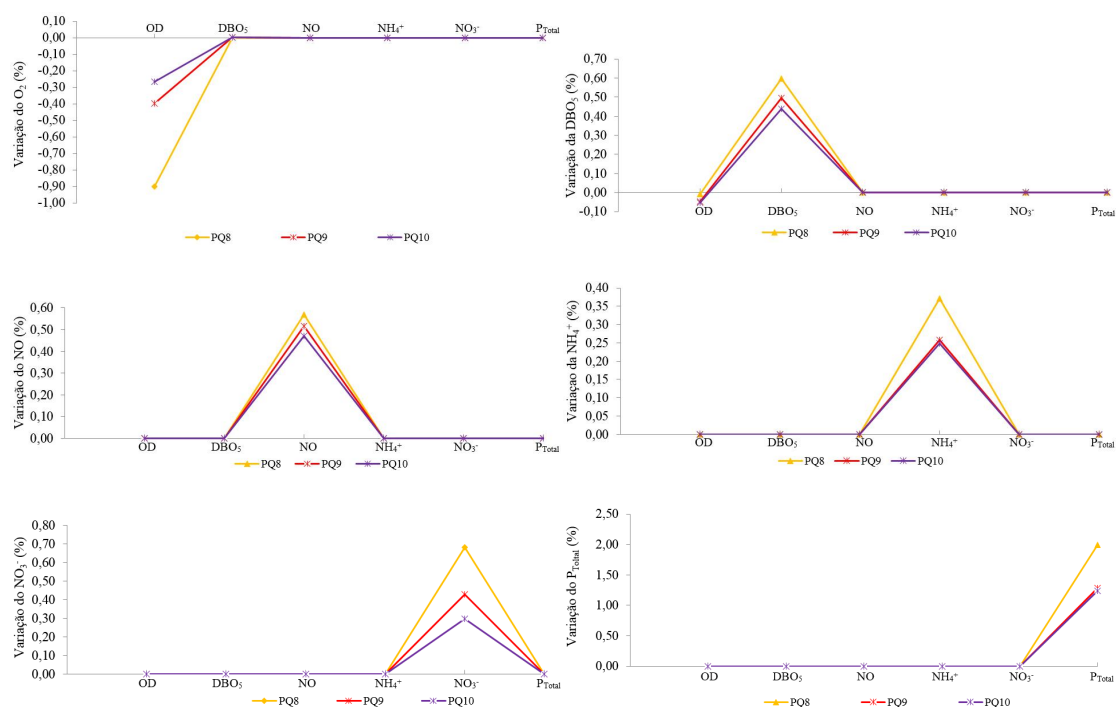 Variação do O₂ (%)
0,10
0,00
-0,10
-0,20
-0,30
-0,40
-0,50
-0,60
-0,70
-0,80
-0,90
-1,00
OD DBO₅ NO NH₄⁺ NO₃⁻ P_Total
PQ8 PQ9 PQ10
Variação da DBO₅ (%)
0,70
0,60
0,50
0,40
0,30
0,20
0,10
0,00
-0,10
OD DBO₅ NO NH₄⁺ NO₃⁻ P_Total
PQ8 PQ9 PQ10
Variação do NO (%)
0,60
0,50
0,40
0,30
0,20
0,10
0,00
OD DBO₅ NO NH₄⁺ NO₃⁻ P_Total
PQ8 PQ9 PQ10
Variaçao da NH₄⁺ (%)
0,40
0,35
0,30
0,25
0,20
0,15
0,10
0,05
0,00
OD DBO₅ NO NH₄⁺ NO₃⁻ P_Total
PQ8 PQ9 PQ10
Variação do NO₃⁻ (%)
0,80
0,70
0,60
0,50
0,40
0,30
0,20
0,10
0,00
OD DBO₅ NO NH₄⁺ NO₃⁻ P_Total
PQ8 PQ9 PQ10
Variação do P_Toltal (%)
2,50
2,00
1,50
1,00
0,50
0,00
OD DBO₅ NO NH₄⁺ NO₃⁻ P_Total
PQ8 PQ9 PQ10